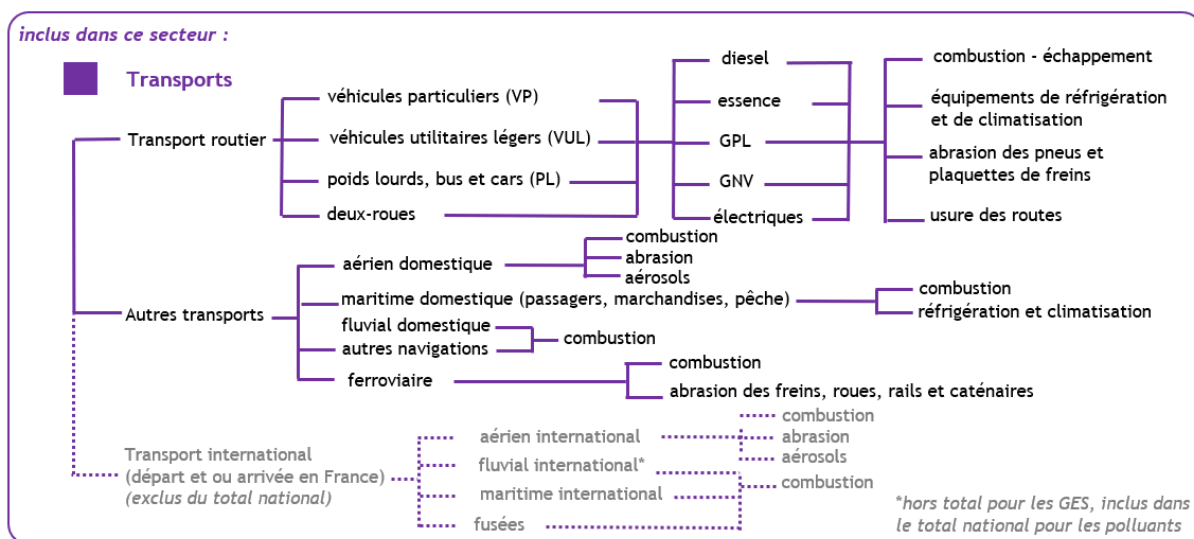 inclus dans ce secteur :
Transports
Transport routier
véhicules particuliers (VP)
véhicules utilitaires légers (VUL)
poids lourds, bus et cars (PL)
deux-roues
diesel
essence
GPL
GNV
électriques
combustion - échappement
équipements de réfrigération
et de climatisation
abrasion des pneus et
plaquettes de freins
usure des routes
Autres transports
aérien domestique
combustion
abrasion
aérosols
maritime domestique (passagers, marchandises, pêche)
combustion
réfrigération et climatisation
fluvial domestique
autres navigations
combustion
ferroviaire
combustion
abrasion des freins, roues, rails et caténaires
Transport international
(départ et ou arrivée en France)
(exclus du total national)
aérien international
combustion
abrasion
aérosols
fluvial international*
maritime international
fusées
combustion
*hors total pour les GES, inclus dans
le total national pour les polluants